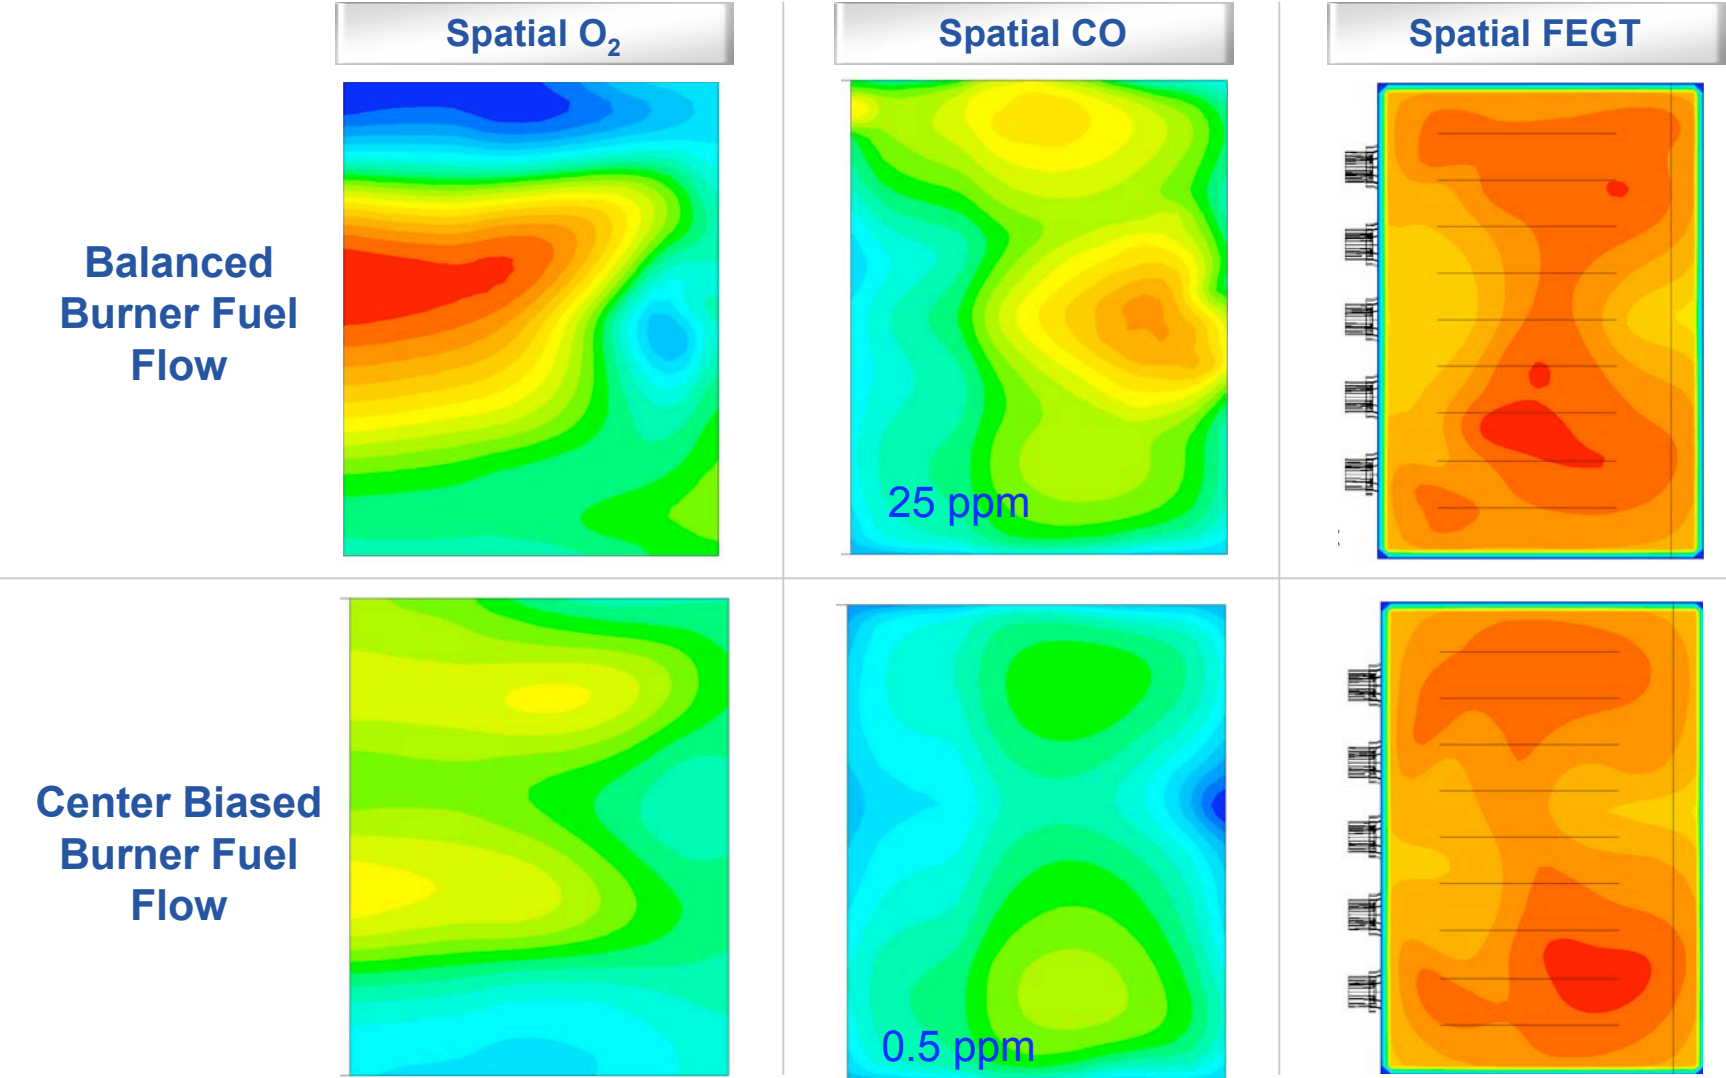 Spatial O₂
Spatial CO
Spatial FEGT
Balanced
Burner Fuel
Flow
25 ppm
Center Biased
Burner Fuel
Flow
0.5 ppm